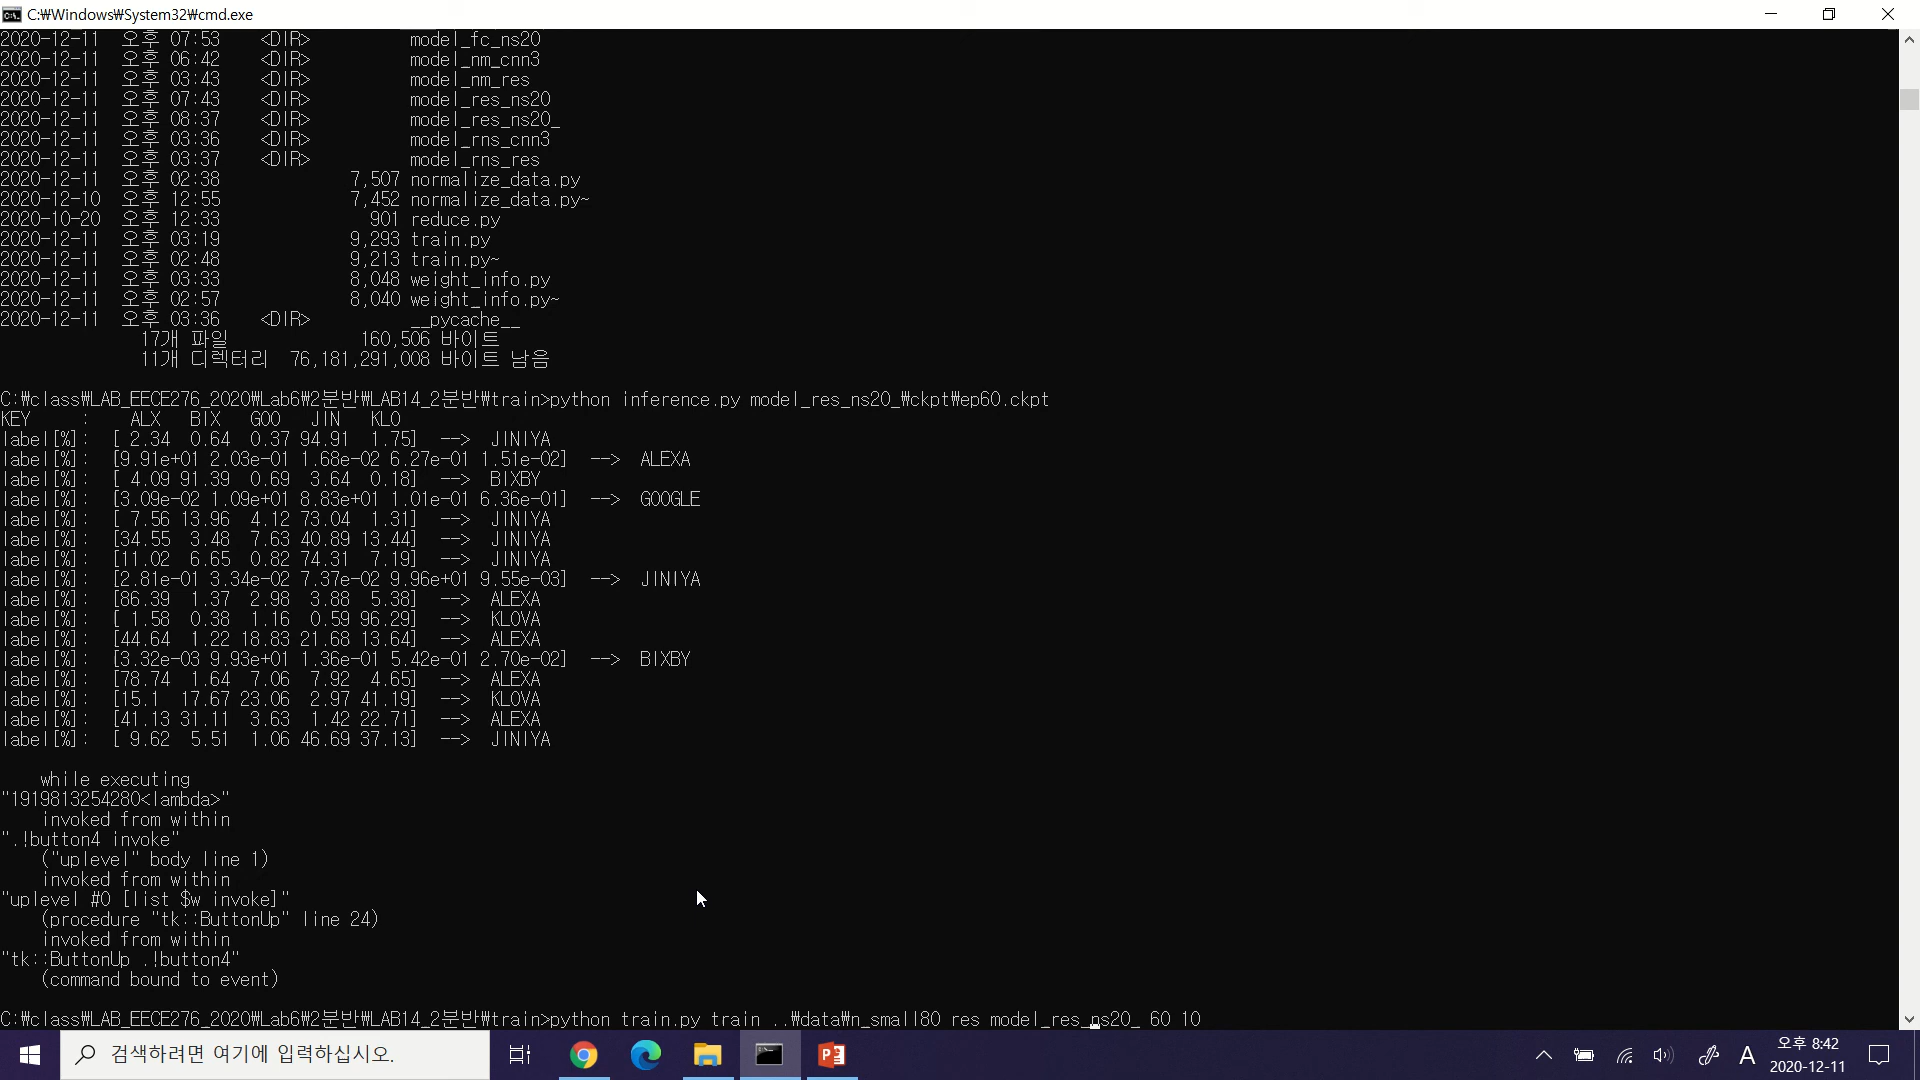 C:₩Windows₩System32₩cmd.exe
2020-12-11  오후 07:53    <DIR>          model_fc_ns20
2020-12-11  오후 06:42    <DIR>          model_nm_cnn3
2020-12-11  오후 03:43    <DIR>          model_nm_res
2020-12-11  오후 07:43    <DIR>          model_res_ns20
2020-12-11  오후 08:37    <DIR>          model_res_ns20_
2020-12-11  오후 03:36    <DIR>          model_rns_cnn3
2020-12-11  오후 03:37    <DIR>          model_rns_res
2020-12-11  오후 02:38             7,507 normalize_data.py
2020-12-10  오후 12:55             7,452 normalize_data.py~
2020-10-20  오후 12:33               901 reduce.py
2020-12-11  오후 03:19             9,293 train.py
2020-12-11  오후 02:48             9,213 train.py~
2020-12-11  오후 03:33             8,048 weight_info.py
2020-12-11  오후 02:57             8,040 weight_info.py~
2020-12-11  오후 03:36    <DIR>          __pycache__
17개 파일             160,506 바이트
11개 디렉터리  76,181,291,008 바이트 남음
C:₩class₩LAB_EECE276_2020₩Lab6₩2분반₩LAB14_2분반₩train>python inference.py model_res_ns20_₩ckpt₩ep60.ckpt
KEY     :    ALX   BIX   GOO   JIN   KLO
label[%]:  [ 2.34  0.64  0.37 94.91  1.75]  -->  JINIYA
label[%]:  [9.91e+01 2.03e-01 1.68e-02 6.27e-01 1.51e-02]  -->  ALEXA
label[%]:  [ 4.09 91.39  0.69  3.64  0.18]  -->  BIXBY
label[%]:  [3.09e-02 1.09e+01 8.83e+01 1.01e-01 6.36e-01]  -->  GOOGLE
label[%]:  [ 7.56 13.96  4.12 73.04  1.31]  -->  JINIYA
label[%]:  [34.55  3.48  7.63 40.89 13.44]  -->  JINIYA
label[%]:  [11.02  6.65  0.82 74.31  7.19]  -->  JINIYA
label[%]:  [2.81e-01 3.34e-02 7.37e-02 9.96e+01 9.55e-03]  -->  JINIYA
label[%]:  [86.39  1.37  2.98  3.88  5.38]  -->  ALEXA
label[%]:  [ 1.58  0.38  1.16  0.59 96.29]  -->  KLOVA
label[%]:  [44.64  1.22 18.83 21.68 13.64]  -->  ALEXA
label[%]:  [3.32e-03 9.93e+01 1.36e-01 5.42e-01 2.70e-02]  -->  BIXBY
label[%]:  [78.74  1.64  7.06  7.92  4.65]  -->  ALEXA
label[%]:  [15.1  17.67 23.06  2.97 41.19]  -->  KLOVA
label[%]:  [41.13 31.11  3.63  1.42 22.71]  -->  ALEXA
label[%]:  [ 9.62  5.51  1.06 46.69 37.13]  -->  JINIYA
while executing
"1919813254280<lambda>"
invoked from within
".!button4 invoke"
("uplevel" body line 1)
invoked from within
"uplevel #0 [list $w invoke]"
(procedure "tk::ButtonUp" line 24)
invoked from within
"tk::ButtonUp .!button4"
(command bound to event)
C:₩class₩LAB_EECE276_2020₩Lab6₩2분반₩LAB14_2분반₩train>python train.py train ..₩data₩n_small80 res model_res_ns20_ 60 10
검색하려면 여기에 입력하십시오.
A
오후 8:42
2020-12-11